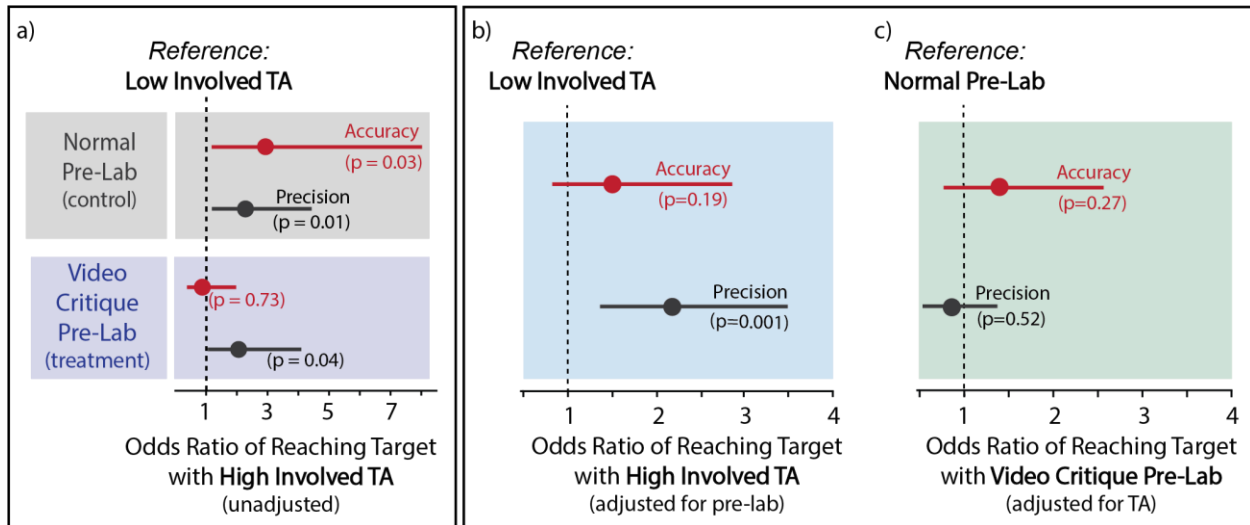 a)
Reference:
Low Involved TA
Normal
Pre-Lab
(control)
Accuracy
(p = 0.03)
Precision
(p = 0.01)
Video
Critique
Pre-Lab
(treatment)
(p = 0.73)
(p = 0.04)
1 3 5 7
Odds Ratio of Reaching Target
with High Involved TA
(unadjusted)
b)
Reference:
Low Involved TA
Accuracy
(p=0.19)
Precision
(p=0.001)
1 2 3 4
Odds Ratio of Reaching Target
with High Involved TA
(adjusted for pre-lab)
c)
Reference:
Normal Pre-Lab
Accuracy
(p=0.27)
Precision
(p=0.52)
1 2 3 4
Odds Ratio of Reaching Target
with Video Critique Pre-Lab
(adjusted for TA)